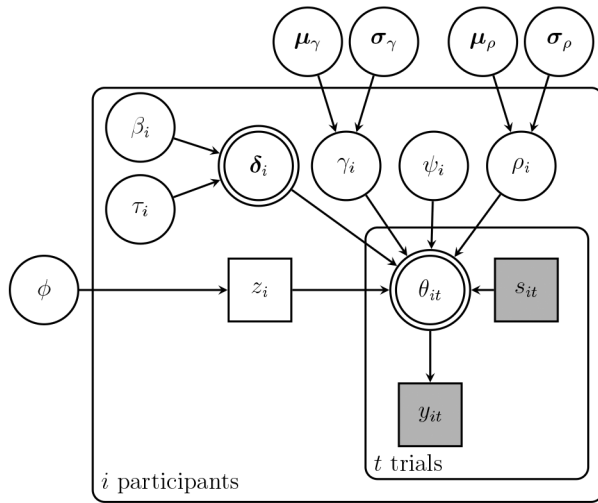 μγ σγ μρ σρ
βi
δi γi ψi ρi
τi
ϕ zi θit sit
yit
t trials
i participants